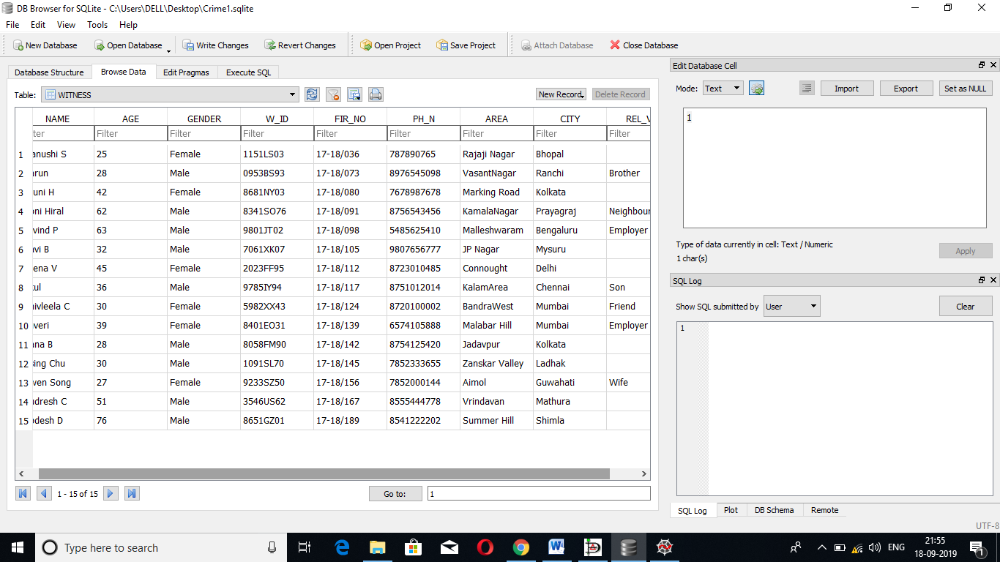 DB Browser for SQLite - C:\Users\DELL\Desktop\Crime1.sqlite
File Edit View Tools Help
New Database Open Database Write Changes Revert Changes Open Project Save Project Attach Database Close Database
Database Structure Browse Data Edit Pragmas Execute SQL
Table: WITNESS New Record Delete Record
NAME AGE GENDER W_ID FIR_NO PH_N AREA CITY REL_V
ter Filter Filter Filter Filter Filter Filter Filter Filter
1 anushi S 25 Female 1151LS03 17-18/036 787890765 Rajaji Nagar Bhopal
2 run 28 Male 0953BS93 17-18/073 8976545098 VasantNagar Ranchi Brother
3 uni H 42 Female 8681NY03 17-18/080 7678987678 Marking Road Kolkata
4 oni Hiral 62 Male 8341SO76 17-18/091 8756543456 KamalaNagar Prayagraj Neighbour
5 vind P 63 Male 9801JT02 17-18/098 5485625410 Malleshwaram Bengaluru Employer
6 avi B 32 Male 7061XK07 17-18/105 9807656777 JP Nagar Mysuru
7 ena V 45 Female 2023FF95 17-18/112 8723010485 Connought Delhi
8 ul 36 Male 9785IY94 17-18/117 8751012014 KalamArea Chennai Son
9 ivleela C 30 Female 5982XX43 17-18/124 8720100002 BandraWest Mumbai Friend
10 averi 39 Female 8401EO31 17-18/139 6574105888 Malabar Hill Mumbai Employer
11 ana B 28 Male 8058FM90 17-18/142 8754125420 Jadavpur Kolkata
12 sing Chu 30 Male 1091SL70 17-18/145 7852333655 Zanskar Valley Ladhak
13 wen Song 27 Female 9233SZ50 17-18/156 7852000144 Aimol Guwahati Wife
14 udresh C 51 Male 3546US62 17-18/167 8555444778 Vrindavan Mathura
15 odesh D 76 Male 8651GZ01 17-18/189 8541222202 Summer Hill Shimla
1 - 15 of 15 Go to: 1
Edit Database Cell
Mode: Text Import Export Set as NULL
1
Type of data currently in cell: Text / Numeric
1 char(s) Apply
SQL Log
Show SQL submitted by User Clear
1
SQL Log Plot DB Schema Remote
UTF-8
Type here to search ENG 21:55
18-09-2019 1